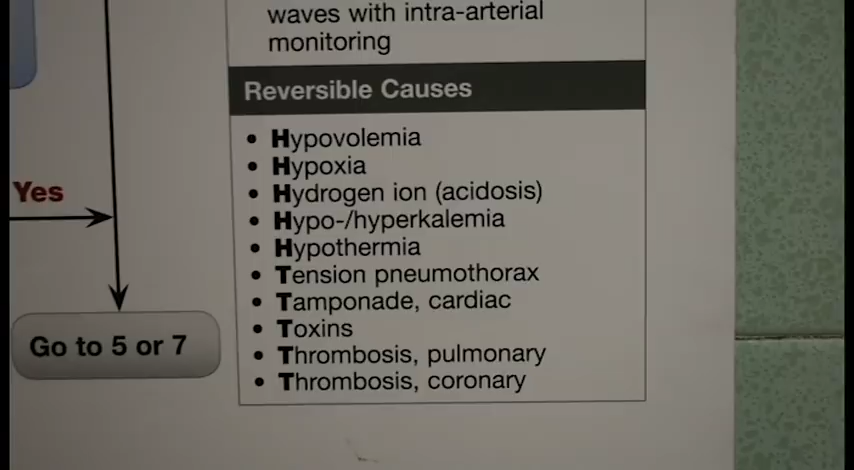 waves with intra-arterial
monitoring
Reversible Causes
• Hypovolemia
• Hypoxia
• Hydrogen ion (acidosis)
• Hypo-/hyperkalemia
• Hypothermia
• Tension pneumothorax
• Tamponade, cardiac
• Toxins
• Thrombosis, pulmonary
• Thrombosis, coronary
Yes
Go to 5 or 7